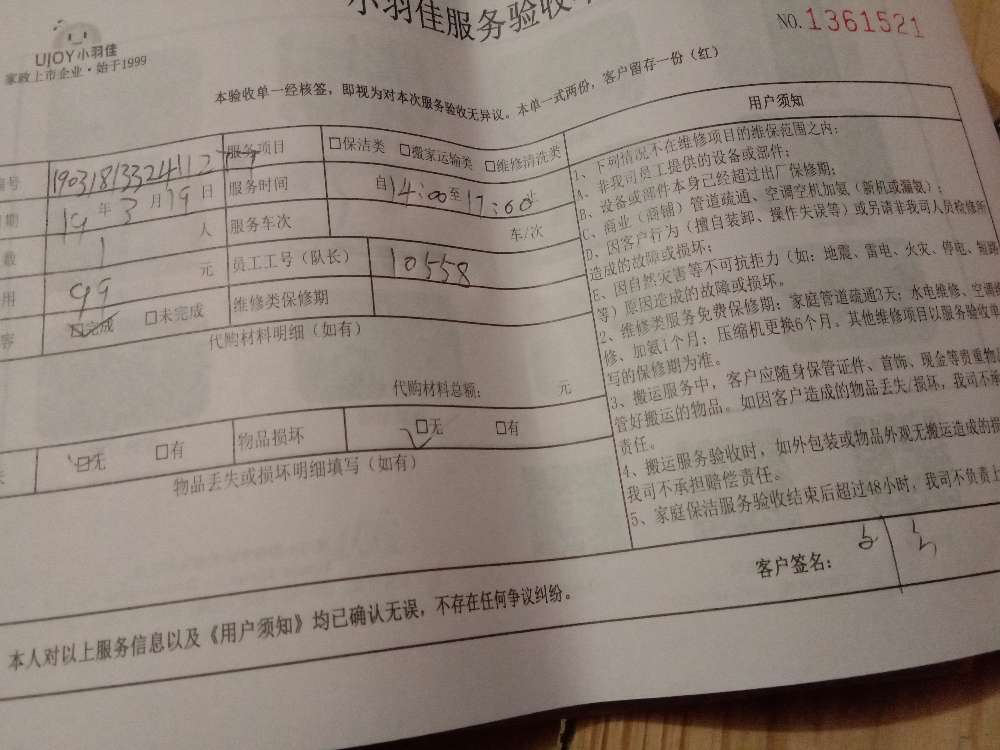 小羽佳服务验收单
NO.1361521
UJOY小羽佳
家政上市企业·始于1999
本验收单一经核签，即视为对本次服务验收无异议。本单一式两份，客户留存一份（红）
编号 190318133244112 服务项目 □保洁类 □搬家运输类 □维修清洗类
期 19 年 3 月 19 日 服务时间 自14:00至17:00止
数 1 人 服务车次 车/次
用 99 元 员工工号（队长） 10558
容 □完成 □未完成 维修类保修期
代购材料明细（如有）
代购材料总额： 元
失 □无 □有 物品损坏 □无 □有
物品丢失或损坏明细填写（如有）
用户须知
1、下列情况不在维修项目的维保范围之内：
A、非我司员工提供的设备或部件；
B、设备或部件本身已经超过出厂保修期；
C、商业（商铺）管道疏通、空调空机加氨（新机或漏氨）；
D、因客户行为（擅自装卸、操作失误等）或另请非我司人员检修所
造成的故障或损坏；
E、因自然灾害等不可抗拒力（如：地震、雷电、火灾、停电、短路
等）原因造成的故障或损坏。
2、维修类服务免费保修期：家庭管道疏通3天；水电维修、空调维
修、加氨1个月；压缩机更换6个月。其他维修项目以服务验收单
写的保修期为准。
3、搬运服务中，客户应随身保管证件、首饰、现金等贵重物品
管好搬运的物品。如因客户造成的物品丢失/损坏，我司不承
责任。
4、搬运服务验收时，如外包装或物品外观无搬运造成的损
我司不承担赔偿责任。
5、家庭保洁服务验收结束后超过48小时，我司不负责上
本人对以上服务信息以及《用户须知》均已确认无误，不存在任何争议纠纷。
客户签名：